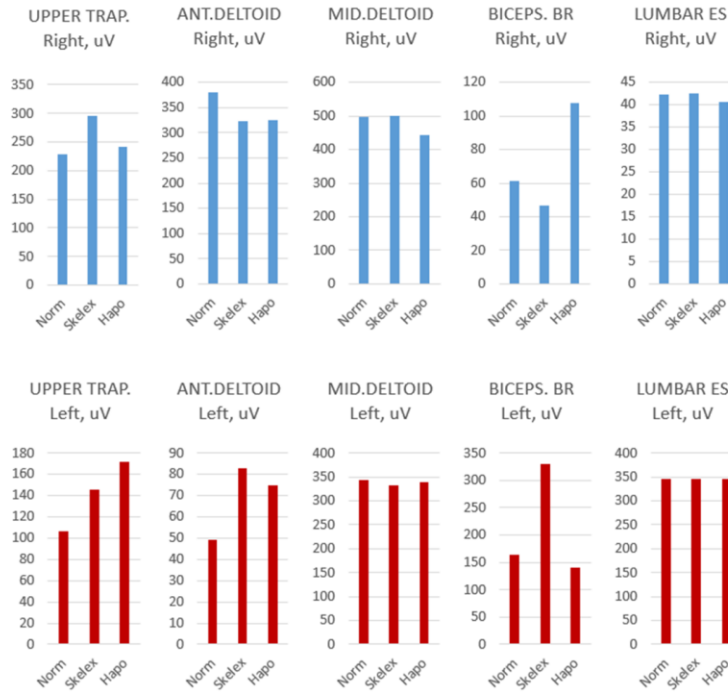 UPPER TRAP.
Right, uV
350
300
250
200
150
100
50
0
Norm
Skelex
Hapo
ANT.DELTOID
Right, uV
400
350
300
250
200
150
100
50
0
Norm
Skelex
Hapo
MID.DELTOID
Right, uV
600
500
400
300
200
100
0
Norm
Skelex
Hapo
BICEPS. BR
Right, uV
120
100
80
60
40
20
0
Norm
Skelex
Hapo
LUMBAR ES
Right, uV
45
40
35
30
25
20
15
10
5
0
Norm
Skelex
Hapo
UPPER TRAP.
Left, uV
180
160
140
120
100
80
60
40
20
0
Norm
Skelex
Hapo
ANT.DELTOID
Left, uV
90
80
70
60
50
40
30
20
10
0
Norm
Skelex
Hapo
MID.DELTOID
Left, uV
400
350
300
250
200
150
100
50
0
Norm
Skelex
Hapo
BICEPS. BR
Left, uV
350
300
250
200
150
100
50
0
Norm
Skelex
Hapo
LUMBAR ES
Left, uV
400
350
300
250
200
150
100
50
0
Norm
Skelex
Hapo